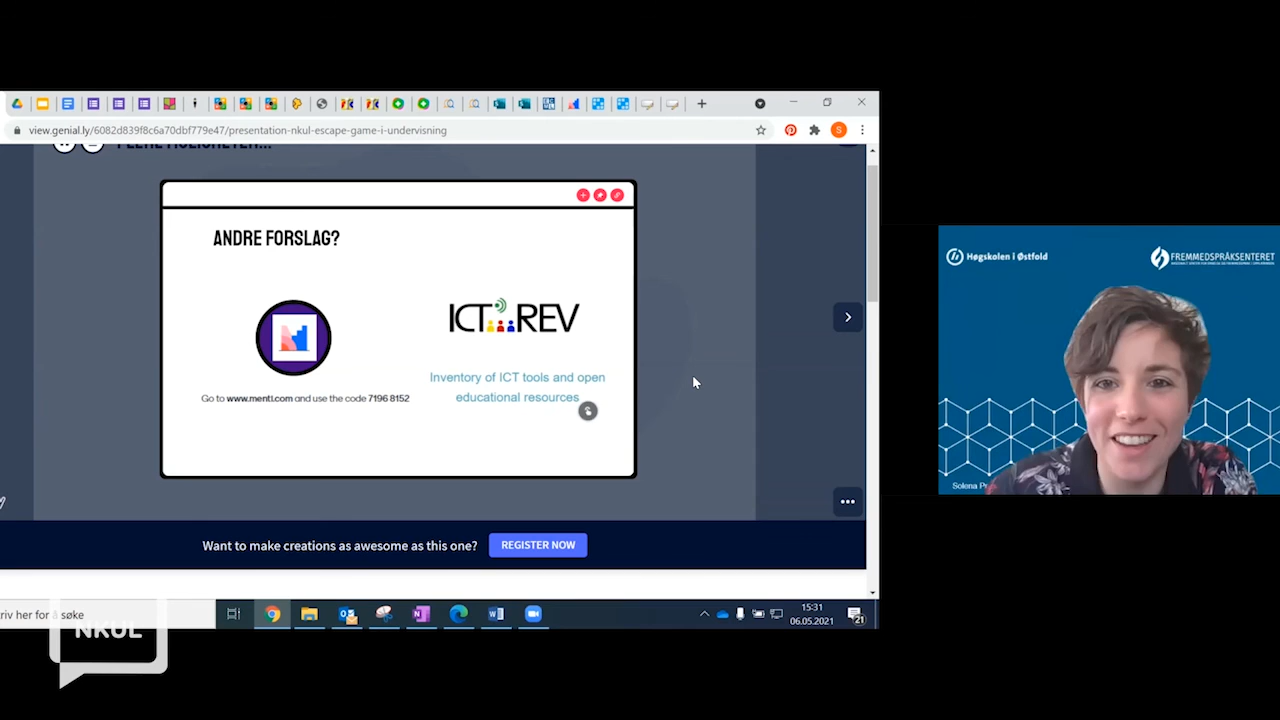 view.genial.ly/6082d839f8c6a70dbf779e47/presentation-nkul-escape-game-i-undervisning
ANDRE FORSLAG?
ICT REV
Inventory of ICT tools and open
educational resources
Go to www.menti.com and use the code 7196 8152
Want to make creations as awesome as this one?
REGISTER NOW
riv her for å søke
15:31
06.05.2021
21
NKUL
Høgskolen i Østfold
FREMMEDSPRÅKSENTERET
Solena